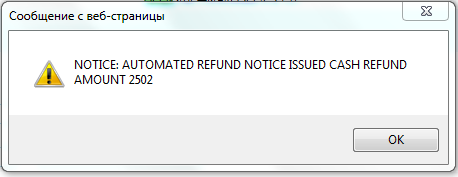 Сообщение с веб-страницы
NOTICE: AUTOMATED REFUND NOTICE ISSUED CASH REFUND
AMOUNT 2502
OK